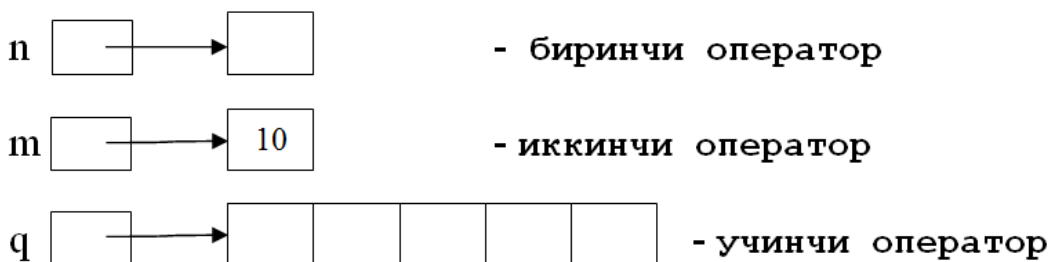 n - биринчи оператор
m 10 - иккинчи оператор
q - учинчи оператор